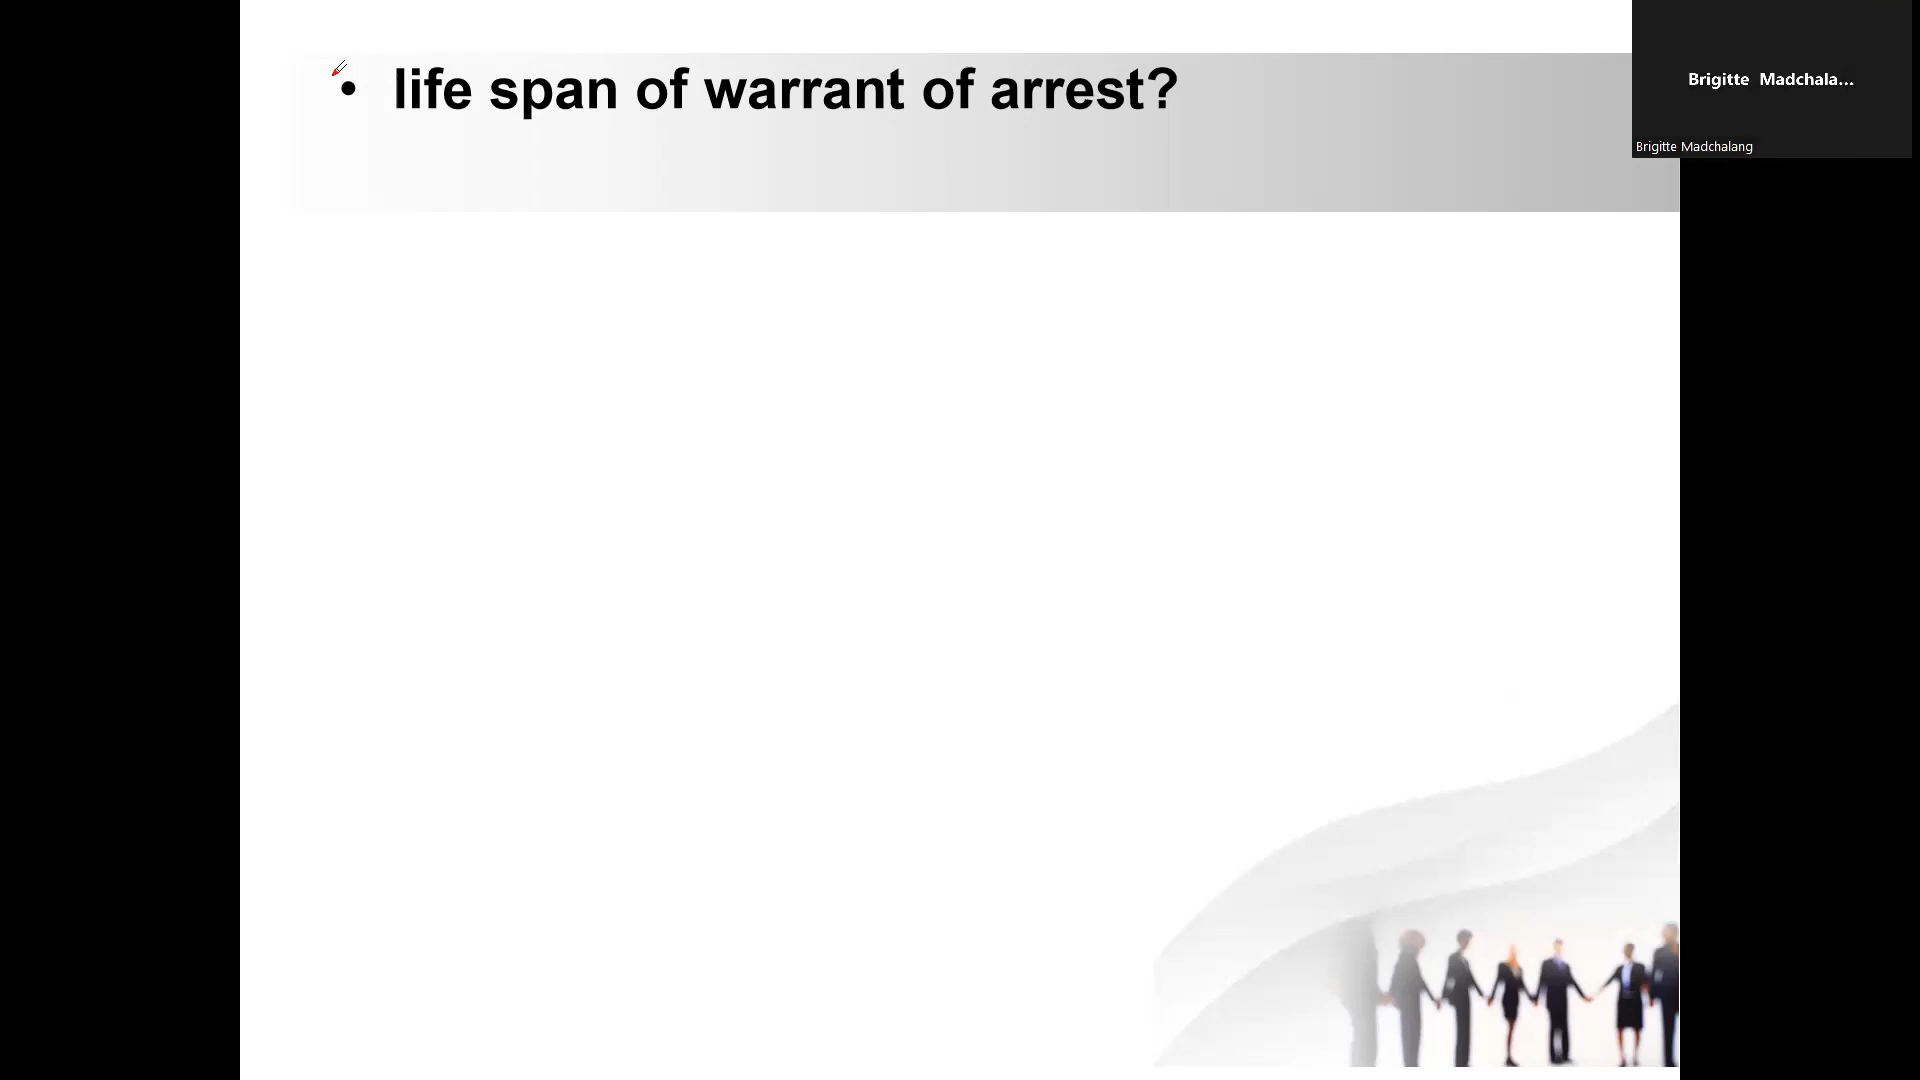 • life span of warrant of arrest?
Brigitte Madchala...
Brigitte Madchalang